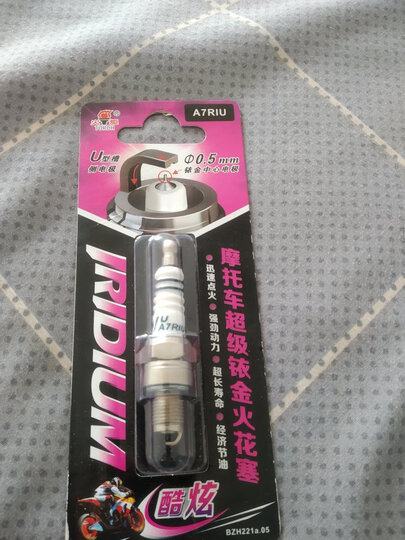 A7RIU
TORCH
U型槽
侧电极
Φ0.5mm
铱金中心电极
IRIDIUM
摩托车超级铱金火花塞
迅速点火
强劲动力
超长寿命
经济节油
U
A7RIU
酷炫
BZH221a.05